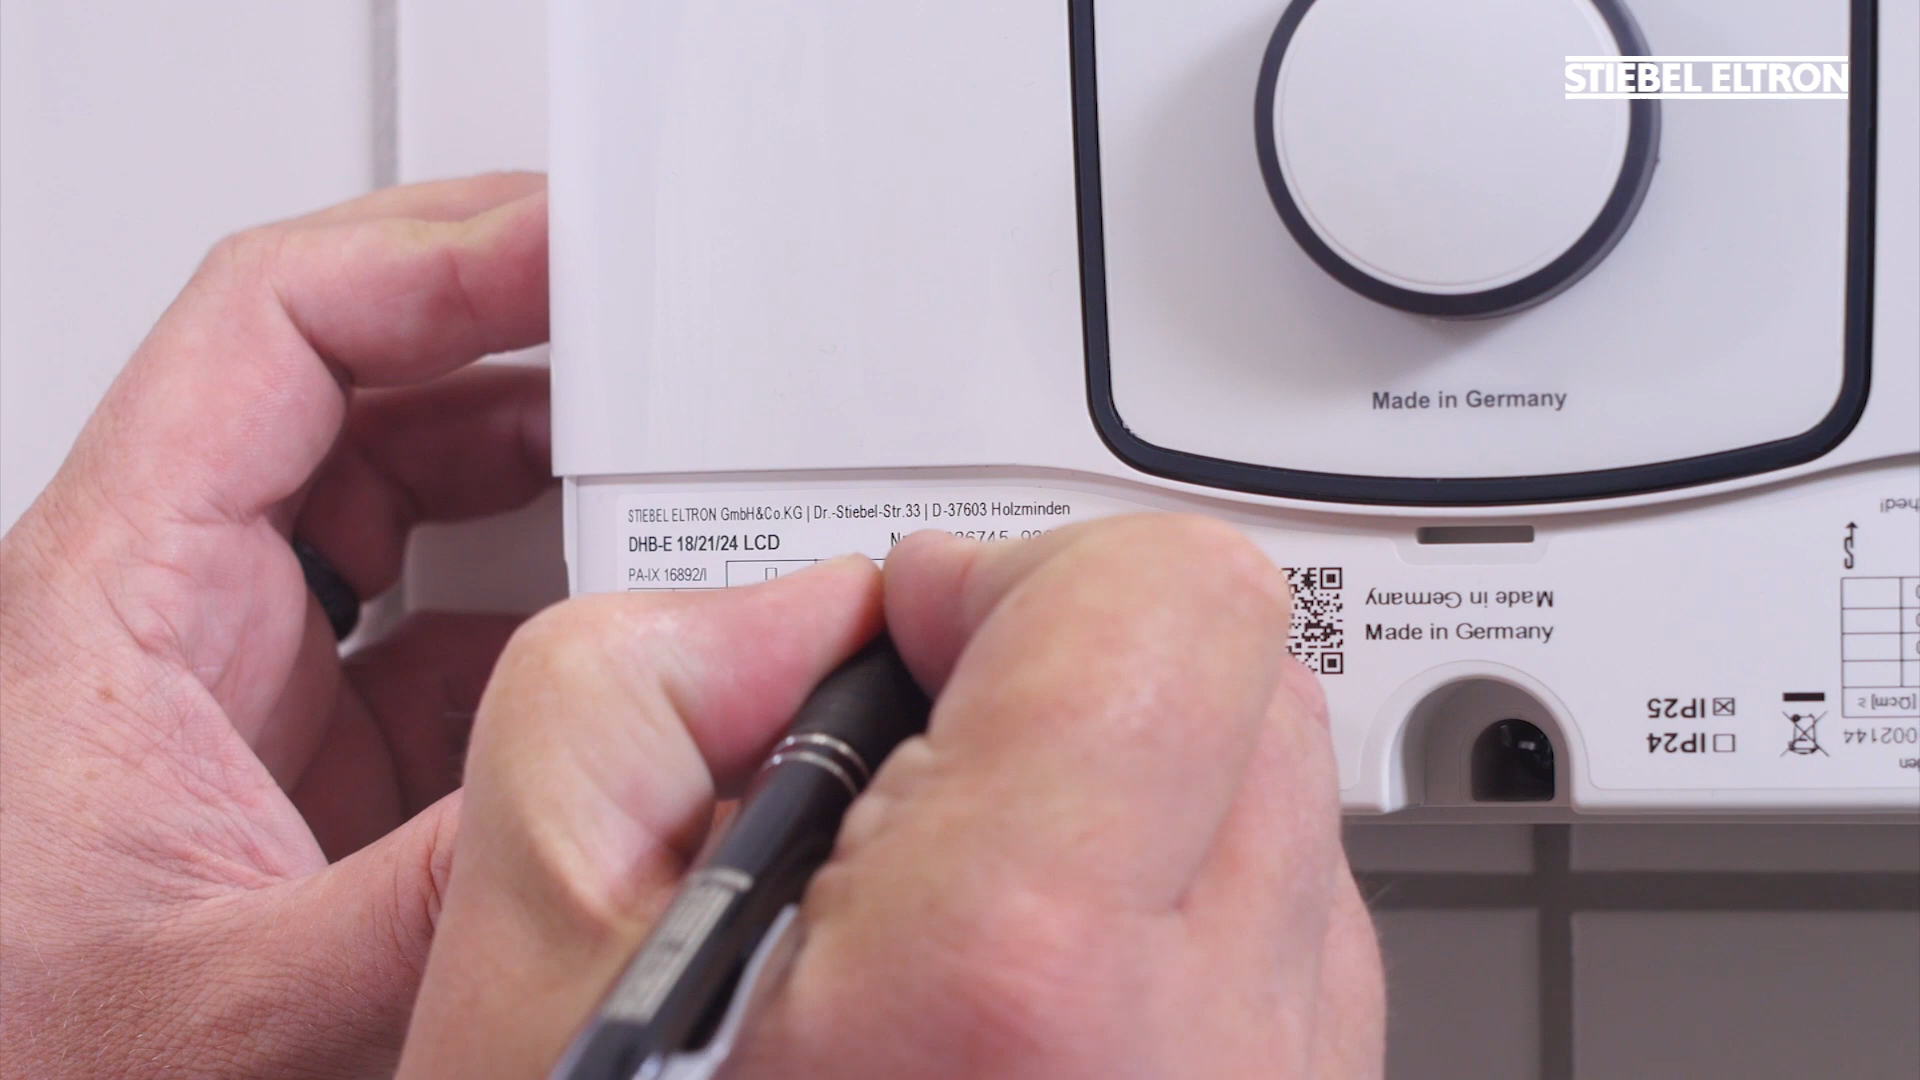 STIEBEL ELTRON
Made in Germany
STIEBEL ELTRON GmbH&Co.KG | Dr.-Stiebel-Str.33 | D-37603 Holzminden
DHB-E 18/21/24 LCD
PA-IX 16892/I
Made in Germany
Made in Germany
IP25
IP24
002144